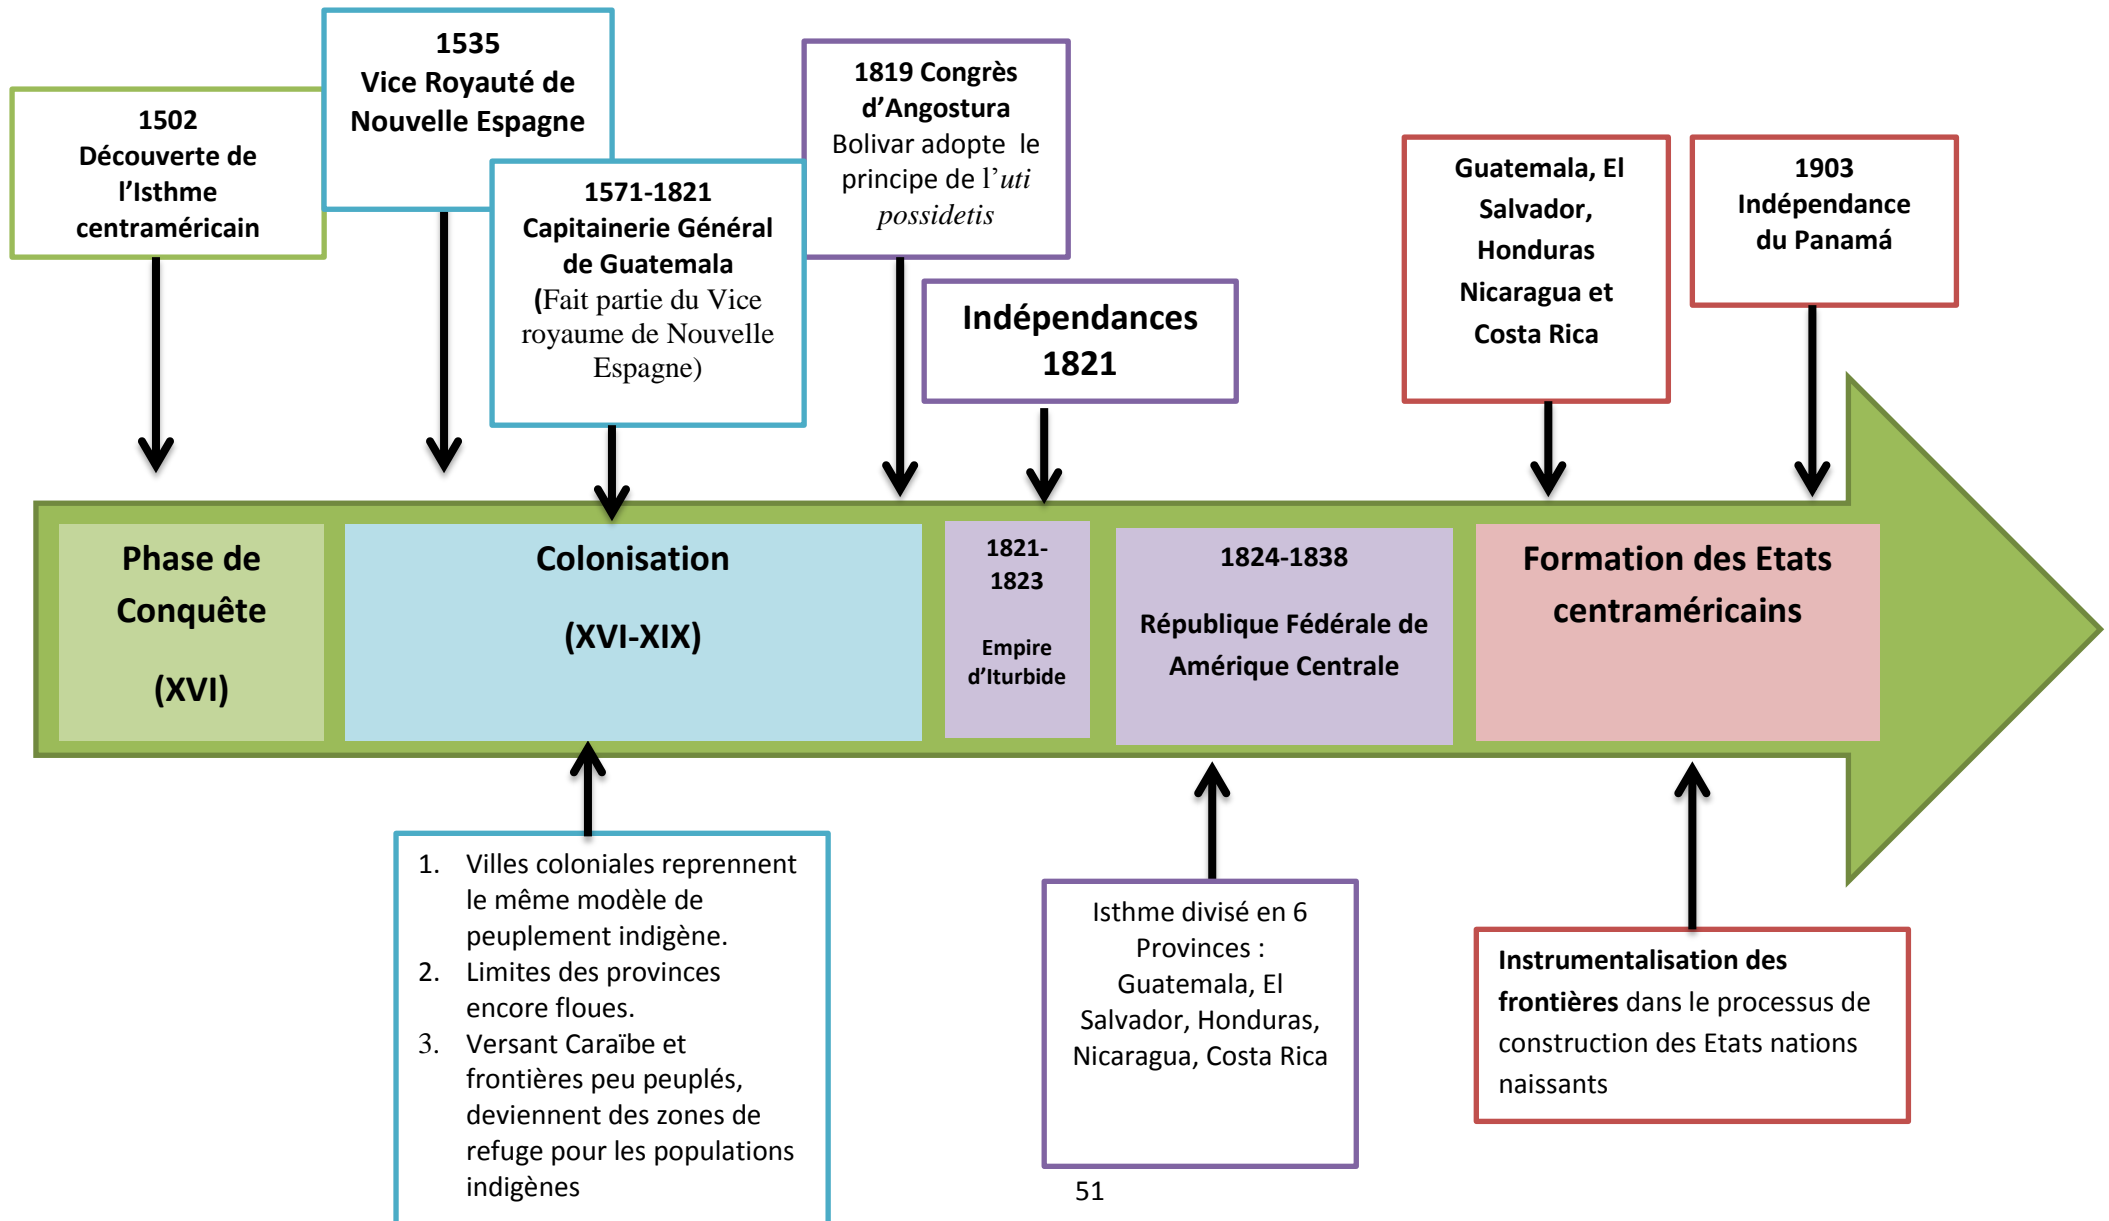 1502
Découverte de
l’Isthme
centraméricain
1535
Vice Royauté de
Nouvelle Espagne
1571-1821
Capitainerie Général
de Guatemala
(Fait partie du Vice
royaume de Nouvelle
Espagne)
1819 Congrès
d’Angostura
Bolivar adopte le
principe de l’uti
possidetis
Indépendances
1821
Guatemala, El
Salvador,
Honduras
Nicaragua et
Costa Rica
1903
Indépendance
du Panamá
Phase de
Conquête
(XVI)
Colonisation
(XVI-XIX)
1821-
1823
Empire
d’Iturbide
1824-1838
République Fédérale de
Amérique Centrale
Formation des Etats
centraméricains
1. Villes coloniales reprennent
le même modèle de
peuplement indigène.
2. Limites des provinces
encore floues.
3. Versant Caraïbe et
frontières peu peuplés,
deviennent des zones de
refuge pour les populations
indigènes
Isthme divisé en 6
Provinces :
Guatemala, El
Salvador, Honduras,
Nicaragua, Costa Rica
Instrumentalisation des
frontières dans le processus de
construction des Etats nations
naissants
51